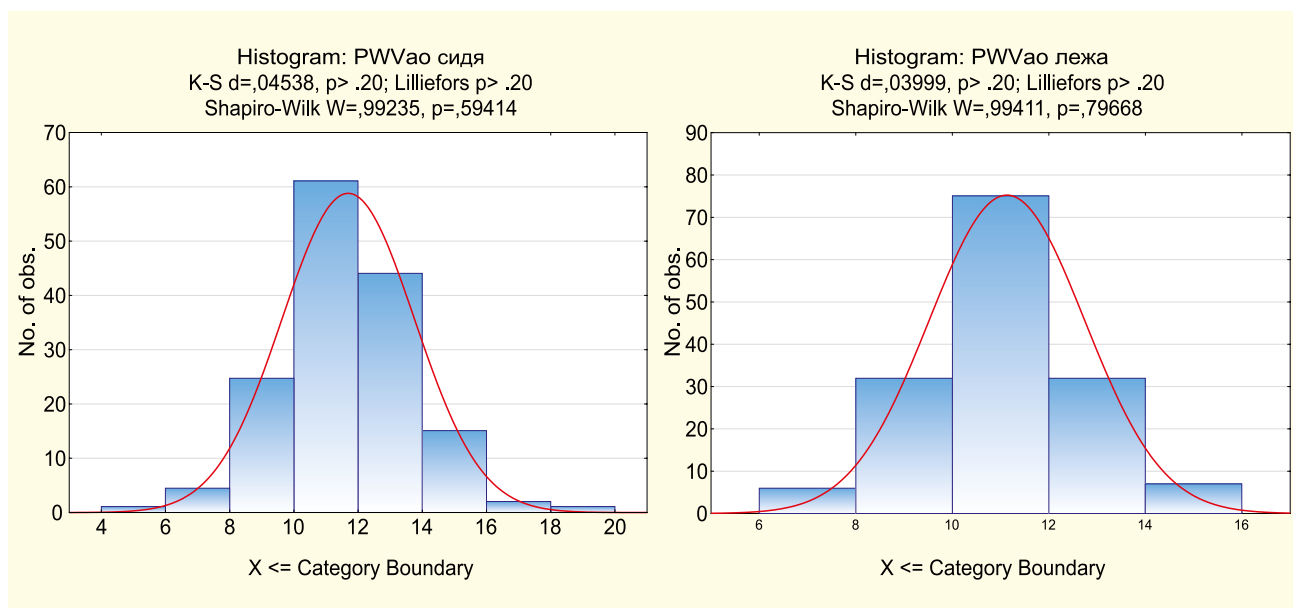 Histogram: PWVao сидя
K-S d=,04538, p> .20; Lilliefors p> .20
Shapiro-Wilk W=,99235, p=,59414
70
60
50
40
30
20
10
0
No. of obs.
4 6 8 10 12 14 16 18 20
X <= Category Boundary
Histogram: PWVao лежа
K-S d=,03999, p> .20; Lilliefors p> .20
Shapiro-Wilk W=,99411, p=,79668
90
80
70
60
50
40
30
20
10
0
No. of obs.
6 8 10 12 14 16
X <= Category Boundary